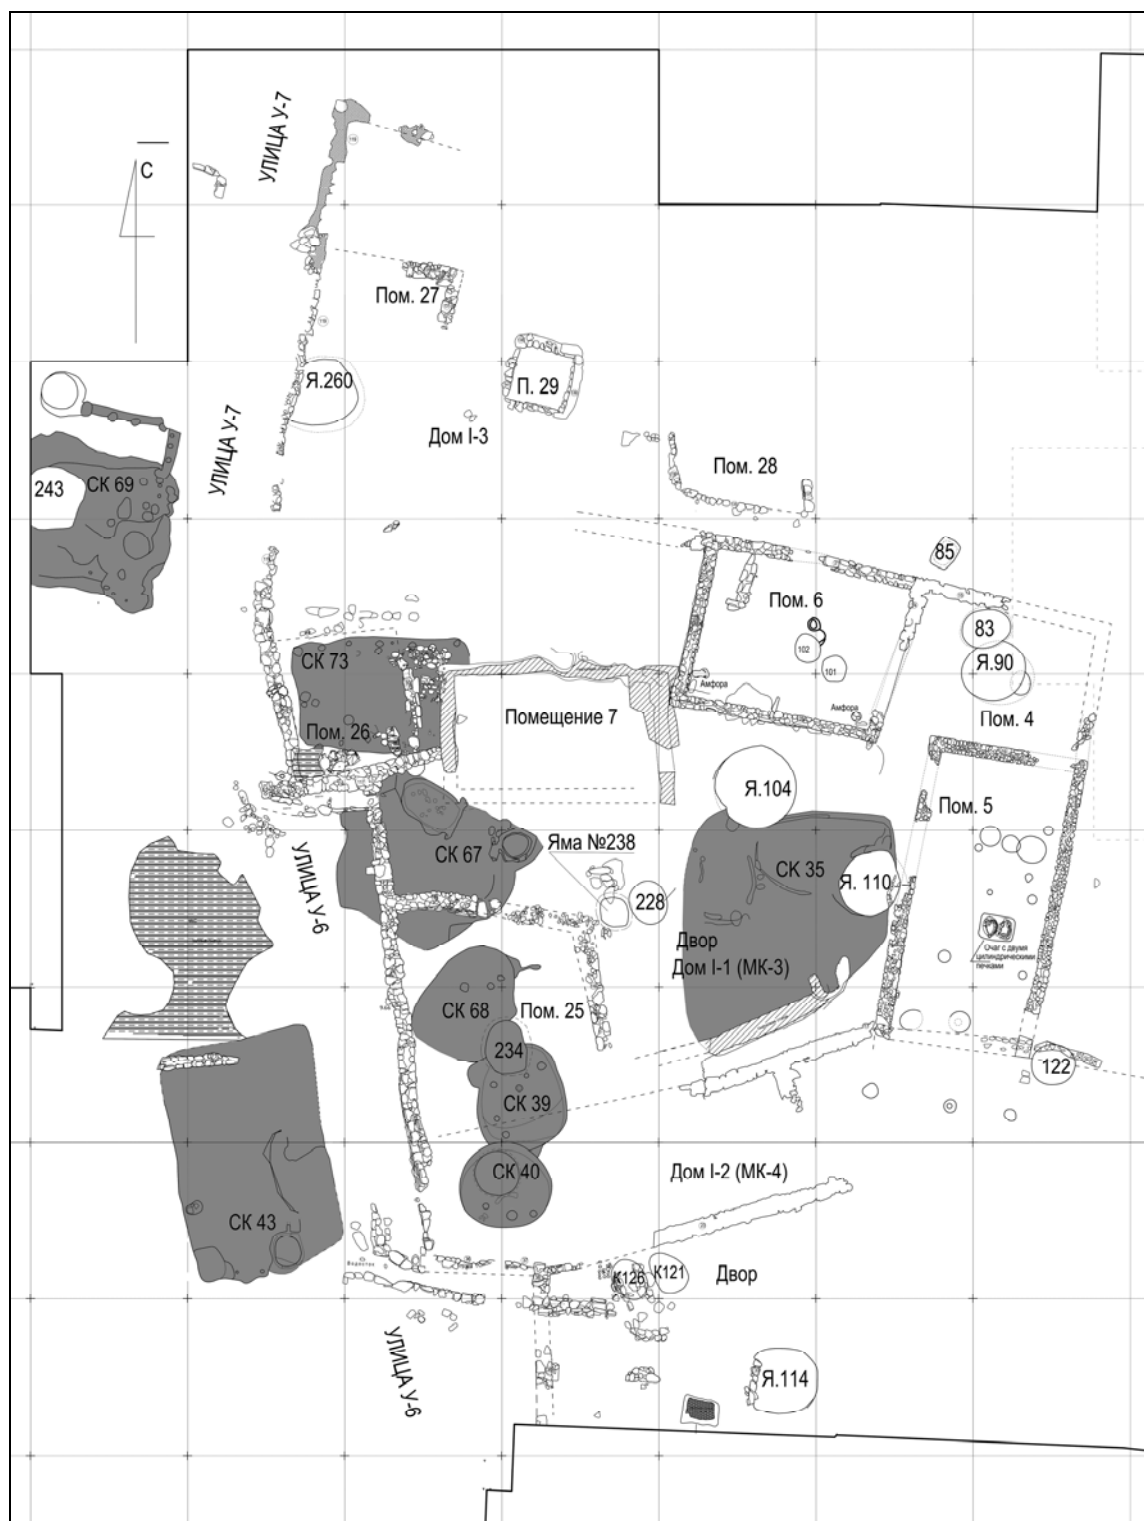 УЛИЦА У-7
С
Пом. 27
Я.260
П. 29
УЛИЦА У-7
Дом I-3
243
СК 69
Пом. 28
85
Пом. 6
83
102
101
Я.90
СК 73
Амфора
Амфора
Пом. 4
Помещение 7
Пом. 26
Я.104
Пом. 5
Яма №238
СК 67
УЛИЦА У-6
СК 35
Я. 110
228
Двор
Дом I-1 (МК-3)
Очаг с двумя
цилиндрическими
печками
СК 68
Пом. 25
234
122
СК 39
СК 40
Дом I-2 (МК-4)
СК 43
Водосток
К126
К121
Двор
УЛИЦА У-6
Я.114